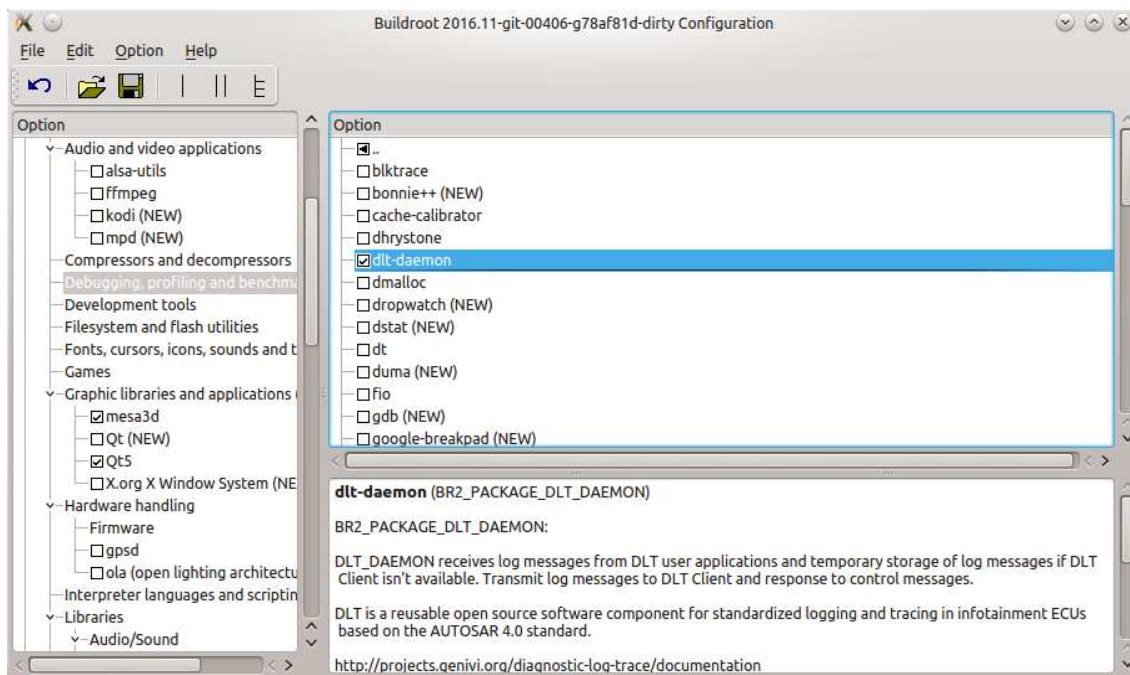 Buildroot 2016.11-git-00406-g78af81d-dirty Configuration
File Edit Option Help
Option
Audio and video applications
alsa-utils
ffmpeg
kodi (NEW)
mpd (NEW)
Compressors and decompressors
Debugging, profiling and benchma
Development tools
Filesystem and flash utilities
Fonts, cursors, icons, sounds and t
Games
Graphic libraries and applications (
mesa3d
Qt (NEW)
Qt5
X.org X Window System (NE
Hardware handling
Firmware
gpsd
ola (open lighting architectu
Interpreter languages and scriptin
Libraries
Audio/Sound
Option
..
blktrace
bonnie++ (NEW)
cache-calibrator
dhrystone
dlt-daemon
dmalloc
dropwatch (NEW)
dstat (NEW)
dt
duma (NEW)
fio
gdb (NEW)
google-breakpad (NEW)
dlt-daemon (BR2_PACKAGE_DLT_DAEMON)
BR2_PACKAGE_DLT_DAEMON:
DLT_DAEMON receives log messages from DLT user applications and temporary storage of log messages if DLT
Client isn't available. Transmit log messages to DLT Client and response to control messages.
DLT is a reusable open source software component for standardized logging and tracing in infotainment ECUs
based on the AUTOSAR 4.0 standard.
http://projects.genivi.org/diagnostic-log-trace/documentation